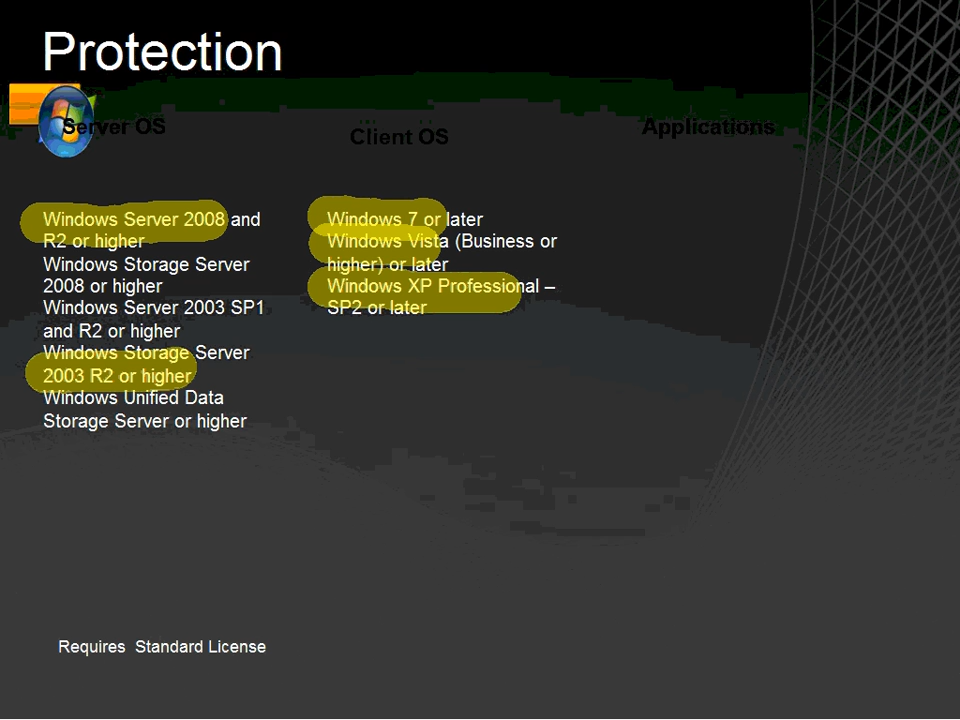 Protection
Server OS
Client OS
Applications
Windows Server 2008 and
R2 or higher
Windows Storage Server
2008 or higher
Windows Server 2003 SP1
and R2 or higher
Windows Storage Server
2003 R2 or higher
Windows Unified Data
Storage Server or higher
Windows 7 or later
Windows Vista (Business or
higher) or later
Windows XP Professional –
SP2 or later
Requires Standard License